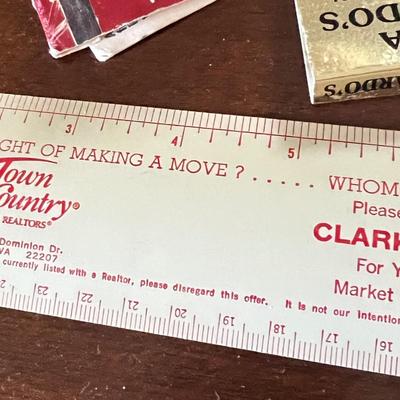 A
DO'S
ARDO'S
3 4 5
GHT OF MAKING A MOVE ? . . . . . WHOM
Town
Country®
REALTORS®
Please
CLARK
For Y
Market
Dominion Dr.
VA 22207
currently listed with a Realtor, please disregard this offer. It is not our intention
23 22 21 20 19 18 17 16